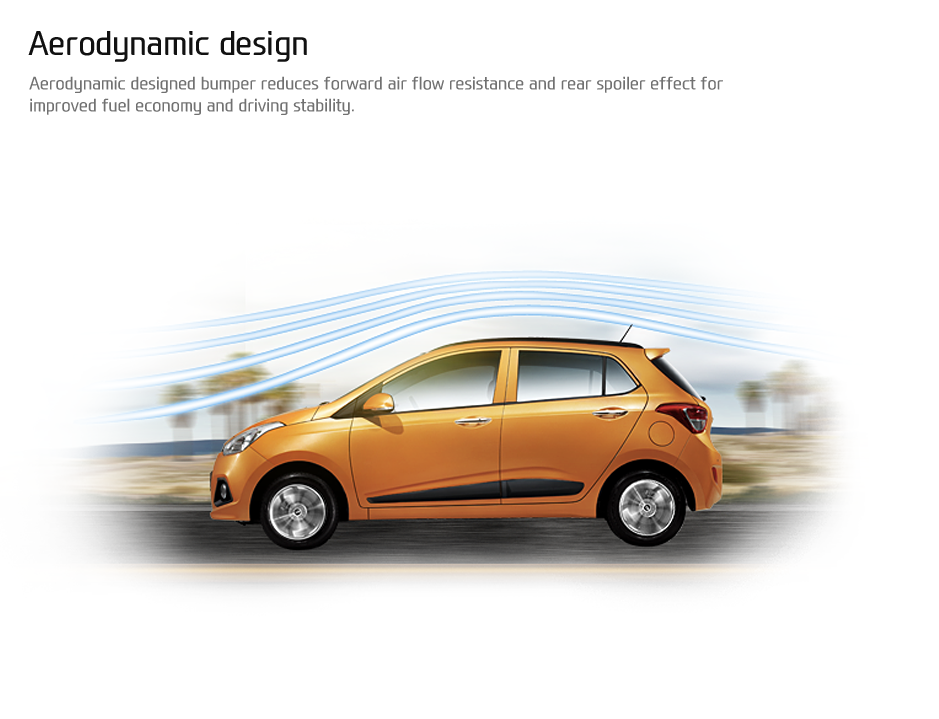 Aerodynamic design
Aerodynamic designed bumper reduces forward air flow resistance and rear spoiler effect for
improved fuel economy and driving stability.